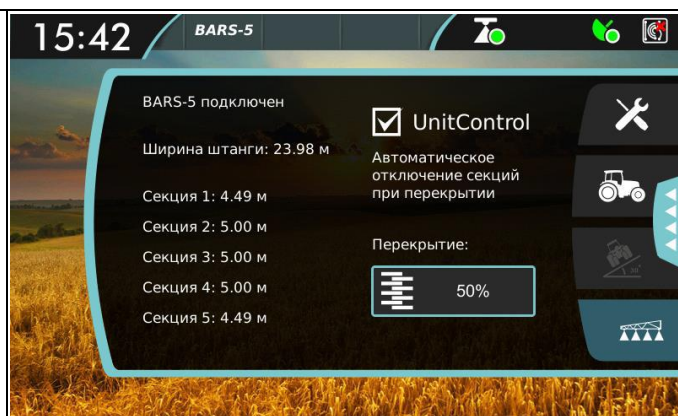 15:42
BARS-5
BARS-5 подключен
Ширина штанги: 23.98 м
Секция 1: 4.49 м
Секция 2: 5.00 м
Секция 3: 5.00 м
Секция 4: 5.00 м
Секция 5: 4.49 м
UnitControl
Автоматическое
отключение секций
при перекрытии
Перекрытие:
50%